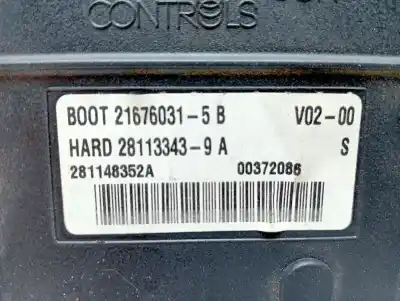 CONTROLS
BOOT 21676031-5 B V02-00
HARD 28113343-9 A S
281148352A 00372086